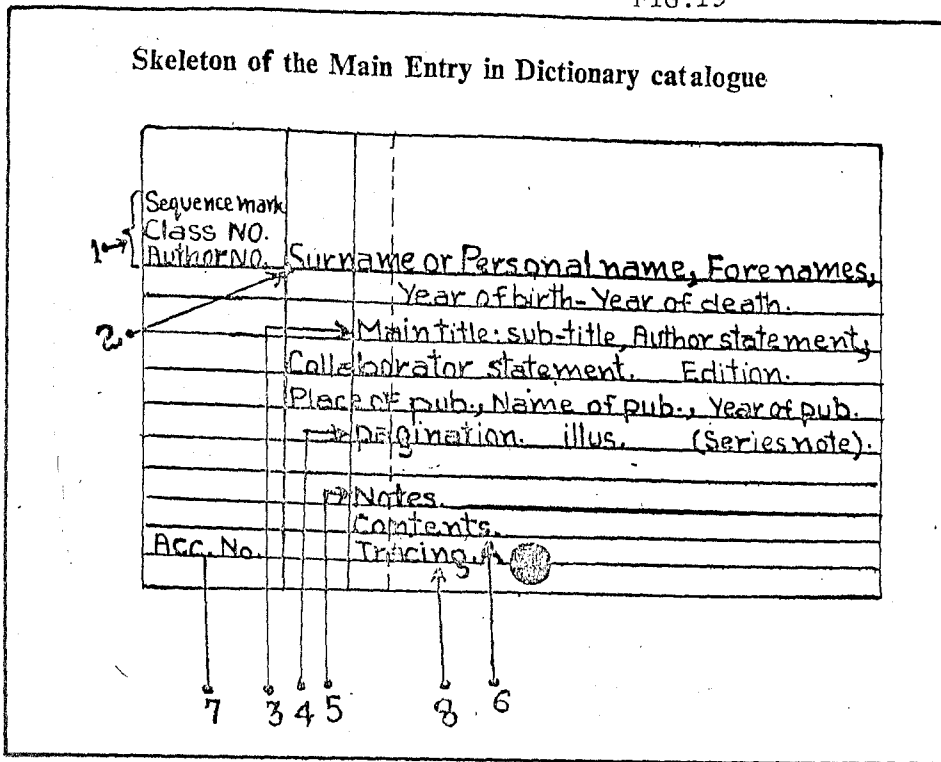 FIG.19
Skeleton of the Main Entry in Dictionary catalogue
Sequence mark
Class NO.
1 Author NO. Surname or Personal name, Forenames,
Year of birth-Year of death.
2 Main title: sub-title, Author statement,
Collaborator statement. Edition.
Place of pub., Name of pub., Year of pub.
pagination. illus. (Series note).
Notes.
Contents.
Acc. No. Tracing.
7 3 4 5 8 6